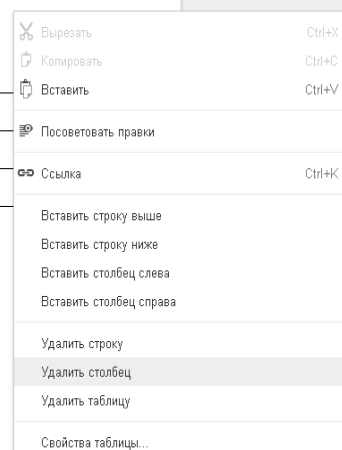 Вырезать Ctrl+X
Копировать Ctrl+C
Вставить Ctrl+V
Посоветовать правки
Ссылка Ctrl+K
Вставить строку выше
Вставить строку ниже
Вставить столбец слева
Вставить столбец справа
Удалить строку
Удалить столбец
Удалить таблицу
Свойства таблицы...